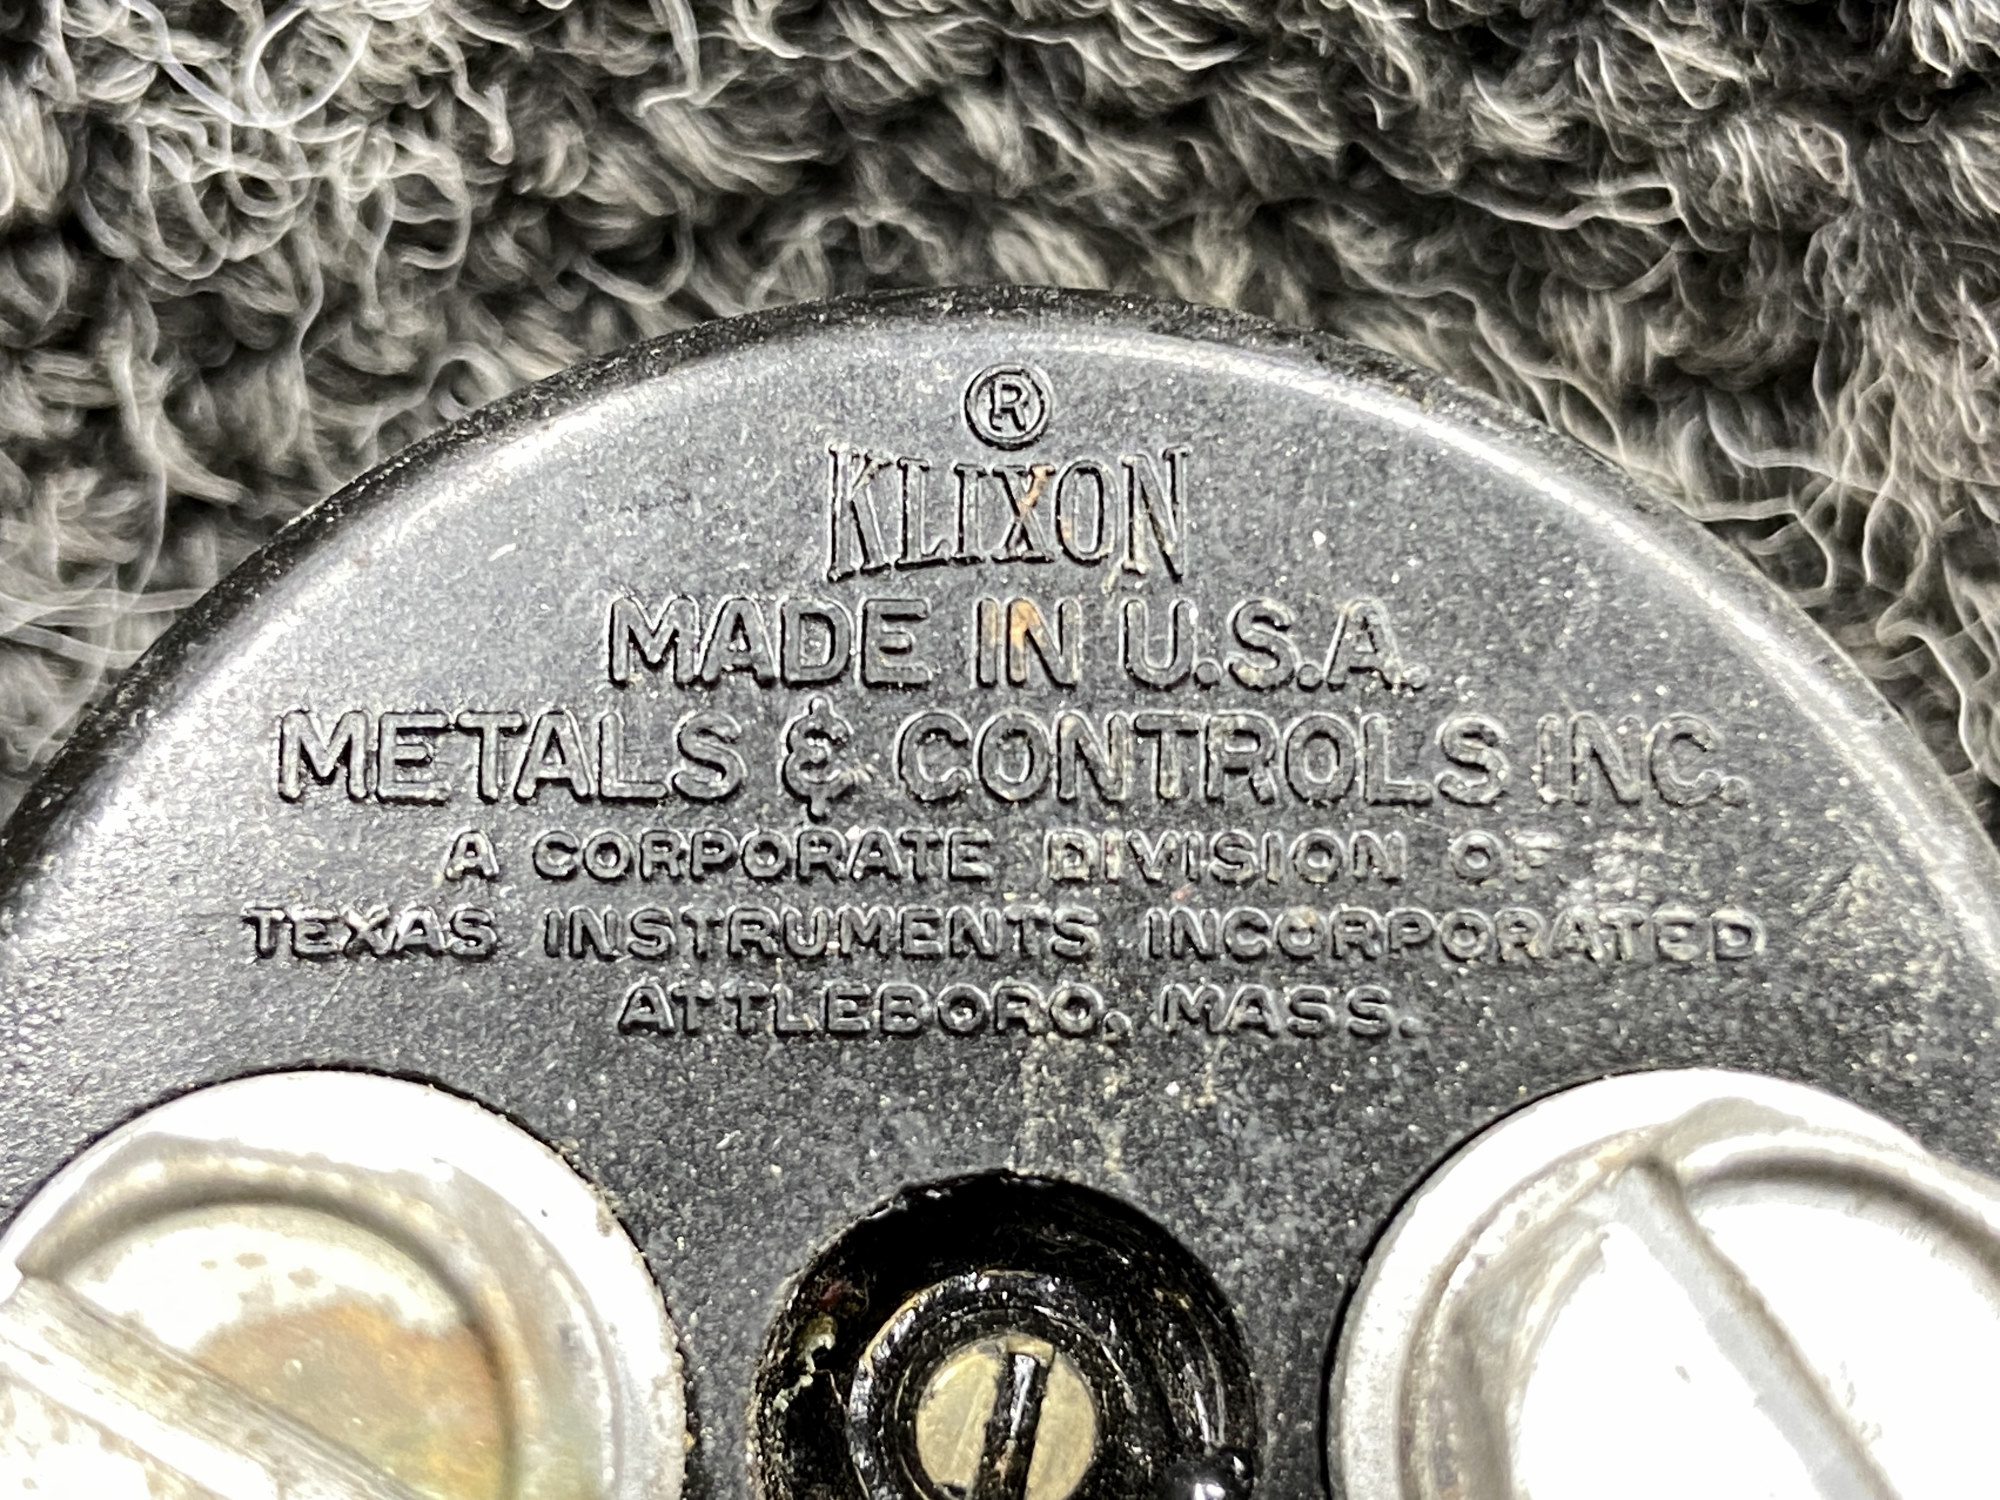 ®
KLIXON
MADE IN U.S.A.
METALS & CONTROLS INC.
A CORPORATE DIVISION OF
TEXAS INSTRUMENTS INCORPORATED
ATTLEBORO, MASS.